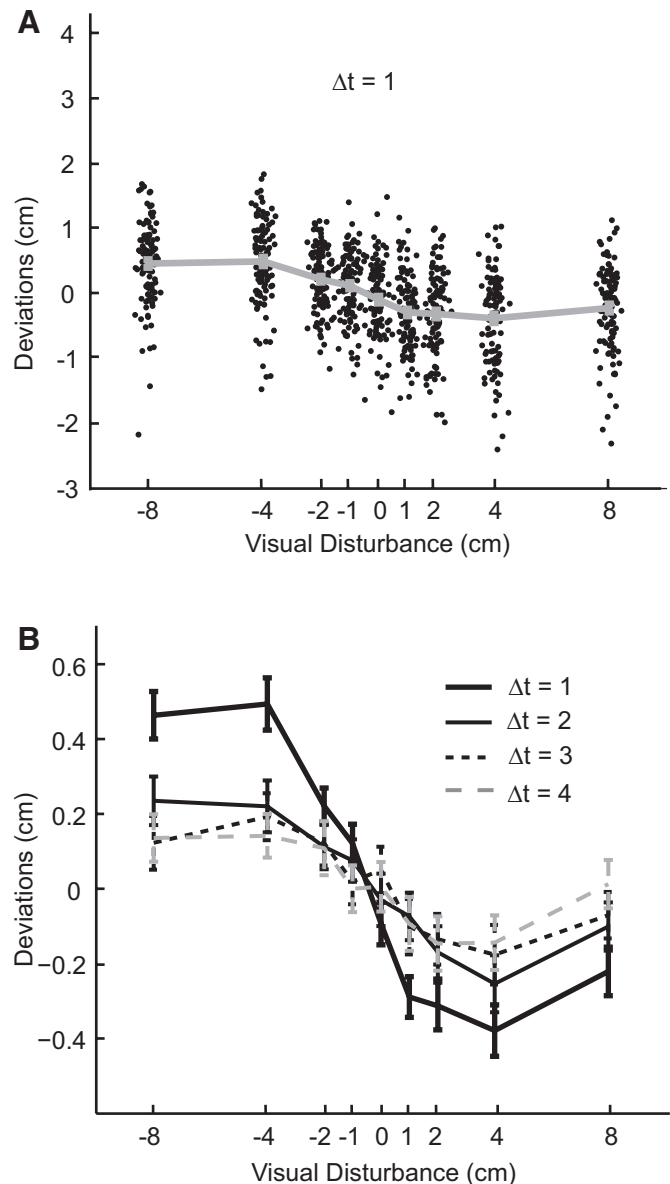 A
Δt = 1
4
3
2
1
0
-1
-2
-3
Deviations (cm)
-8 -4 -2 -1 0 1 2 4 8
Visual Disturbance (cm)
B
Δt = 1
Δt = 2
Δt = 3
Δt = 4
0.6
0.4
0.2
0
−0.2
−0.4
Deviations (cm)
-8 -4 -2 -1 0 1 2 4 8
Visual Disturbance (cm)